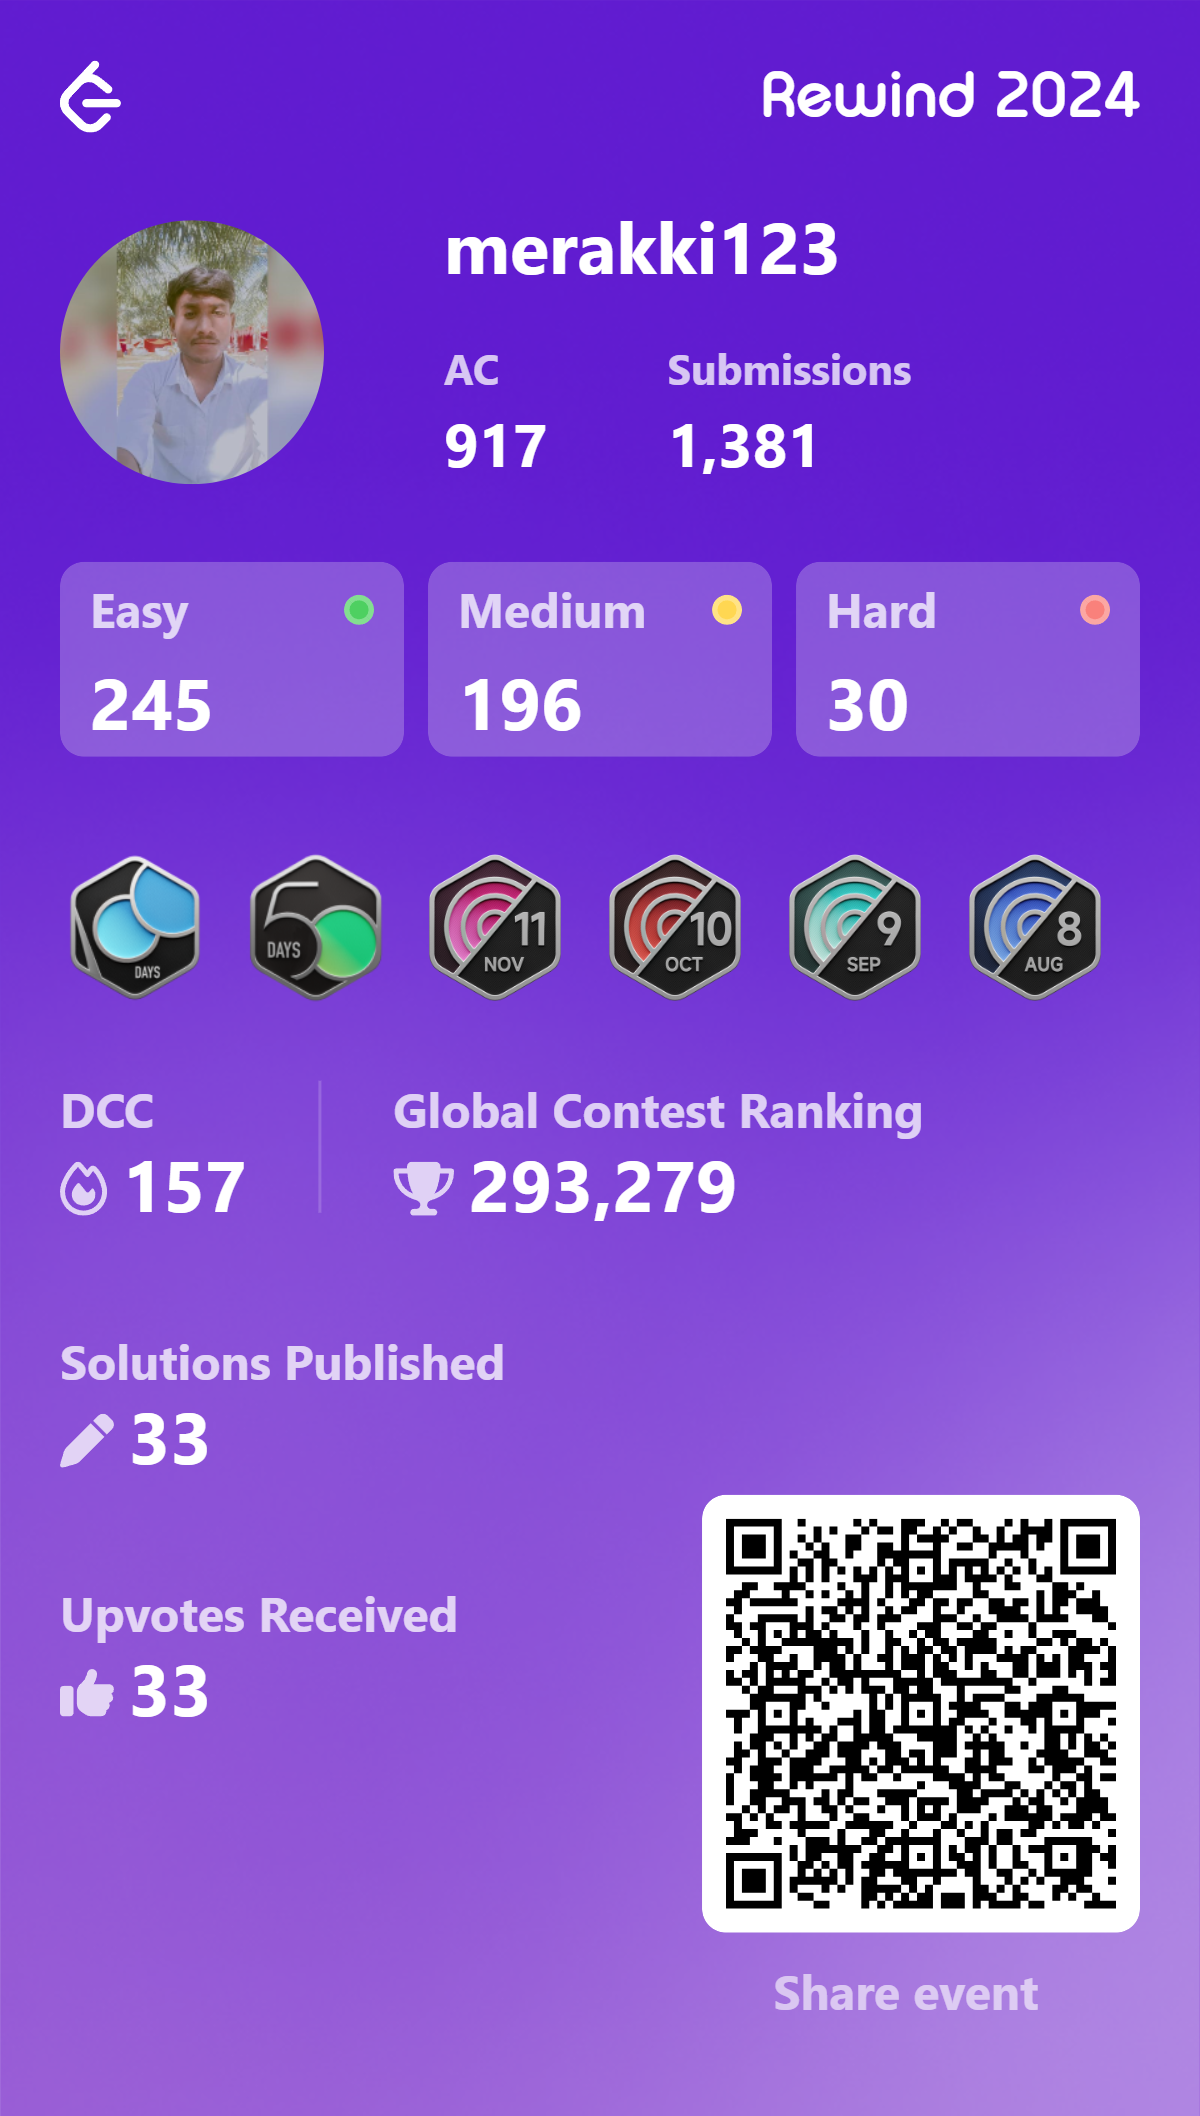 Rewind 2024
merakki123
AC
Submissions
917
1,381
Easy
Medium
Hard
245
196
30
100 DAYS
50 DAYS
11 NOV
10 OCT
9 SEP
8 AUG
DCC
Global Contest Ranking
157
293,279
Solutions Published
33
Upvotes Received
33
Share event